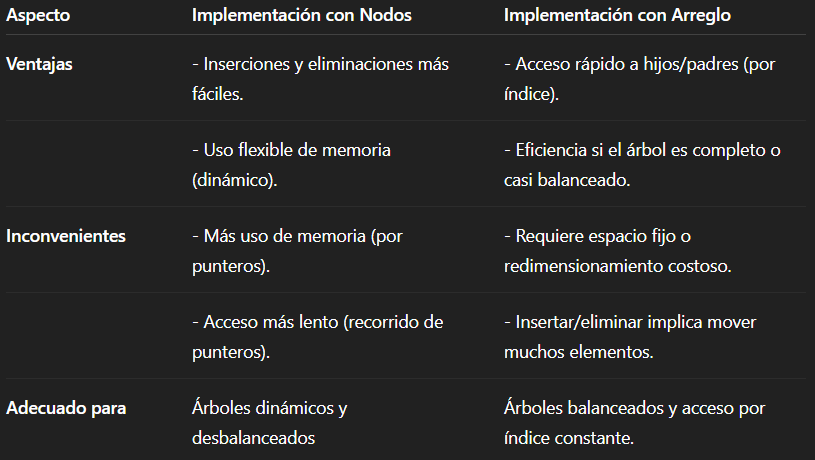 Aspecto Implementación con Nodos Implementación con Arreglo
Ventajas - Inserciones y eliminaciones más - Acceso rápido a hijos/padres (por
fáciles. índice).
- Uso flexible de memoria - Eficiencia si el árbol es completo o
(dinámico). casi balanceado.
Inconvenientes - Más uso de memoria (por - Requiere espacio fijo o
punteros). redimensionamiento costoso.
- Acceso más lento (recorrido de - Insertar/eliminar implica mover
punteros). muchos elementos.
Adecuado para Árboles dinámicos y Árboles balanceados y acceso por
desbalanceados índice constante.